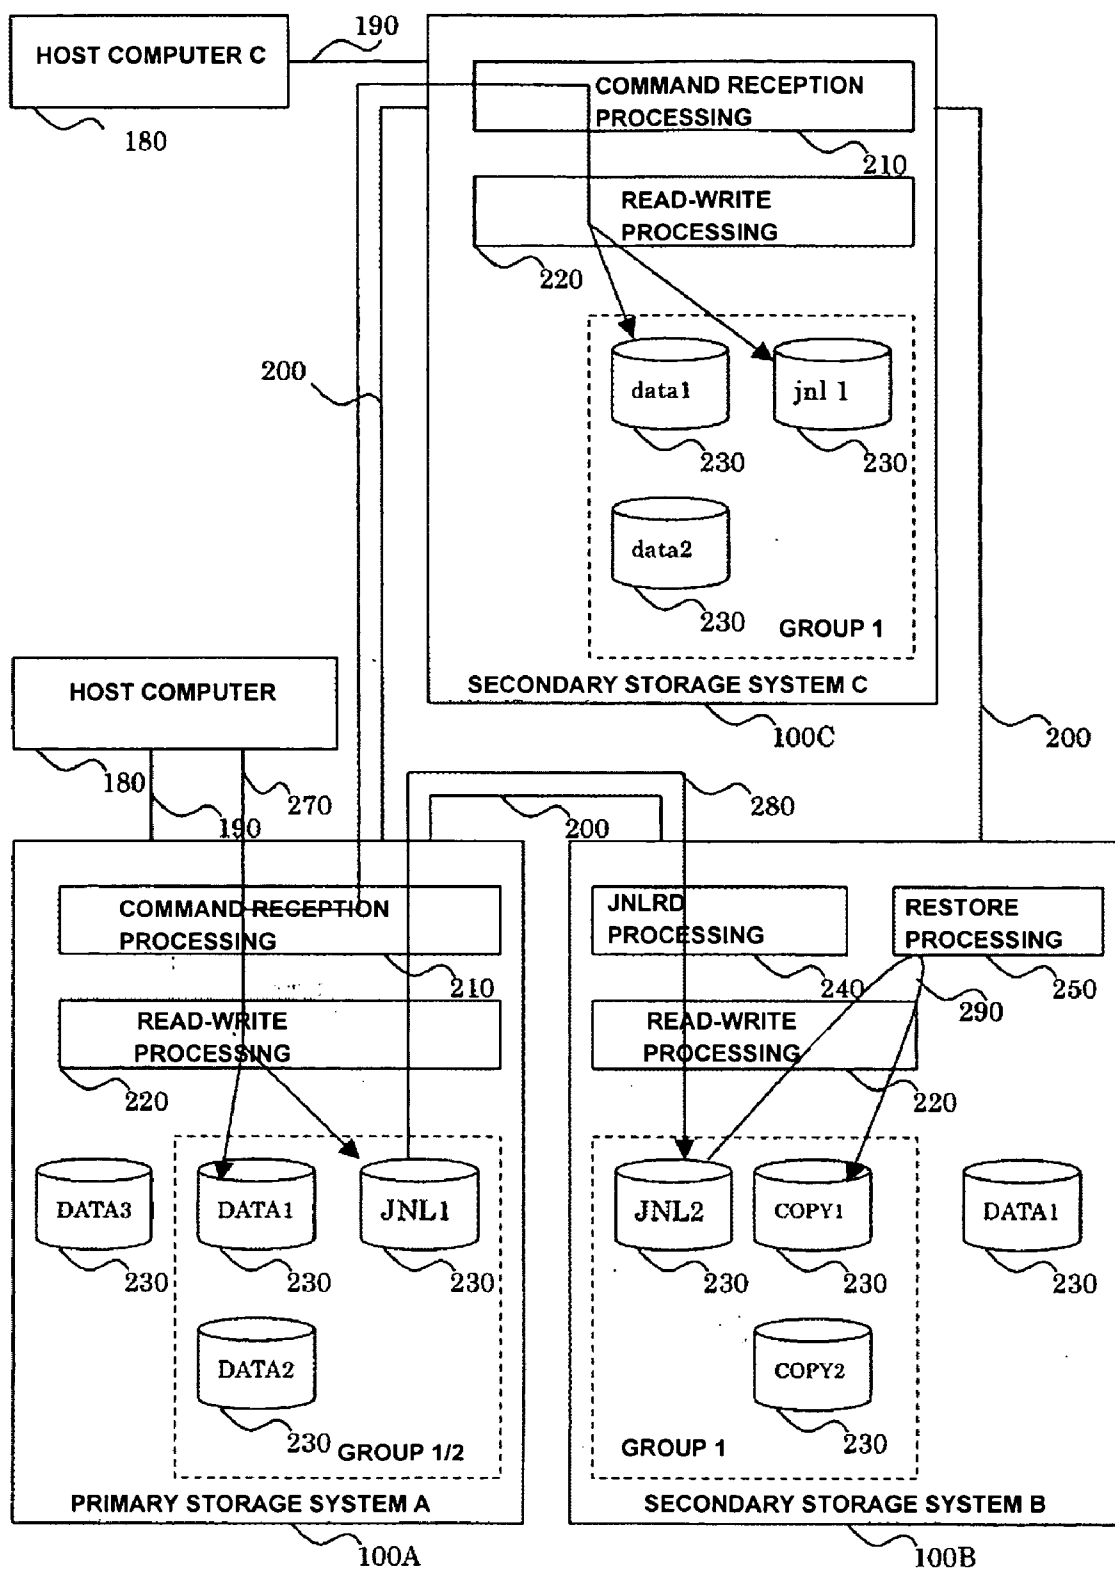 190
HOST COMPUTER C
180
COMMAND RECEPTION
PROCESSING
210
READ-WRITE
PROCESSING
220
200
data1
jnl 1
230
230
data2
230
GROUP 1
SECONDARY STORAGE SYSTEM C
100C
200
HOST COMPUTER
180
190
270
280
200
COMMAND RECEPTION
PROCESSING
210
READ-WRITE
PROCESSING
220
DATA3
DATA1
JNL1
230
230
230
DATA2
230
GROUP 1/2
PRIMARY STORAGE SYSTEM A
100A
JNLRD
PROCESSING
240
RESTORE
PROCESSING
250
290
READ-WRITE
PROCESSING
220
JNL2
COPY1
DATA1
230
230
230
COPY2
230
GROUP 1
SECONDARY STORAGE SYSTEM B
100B